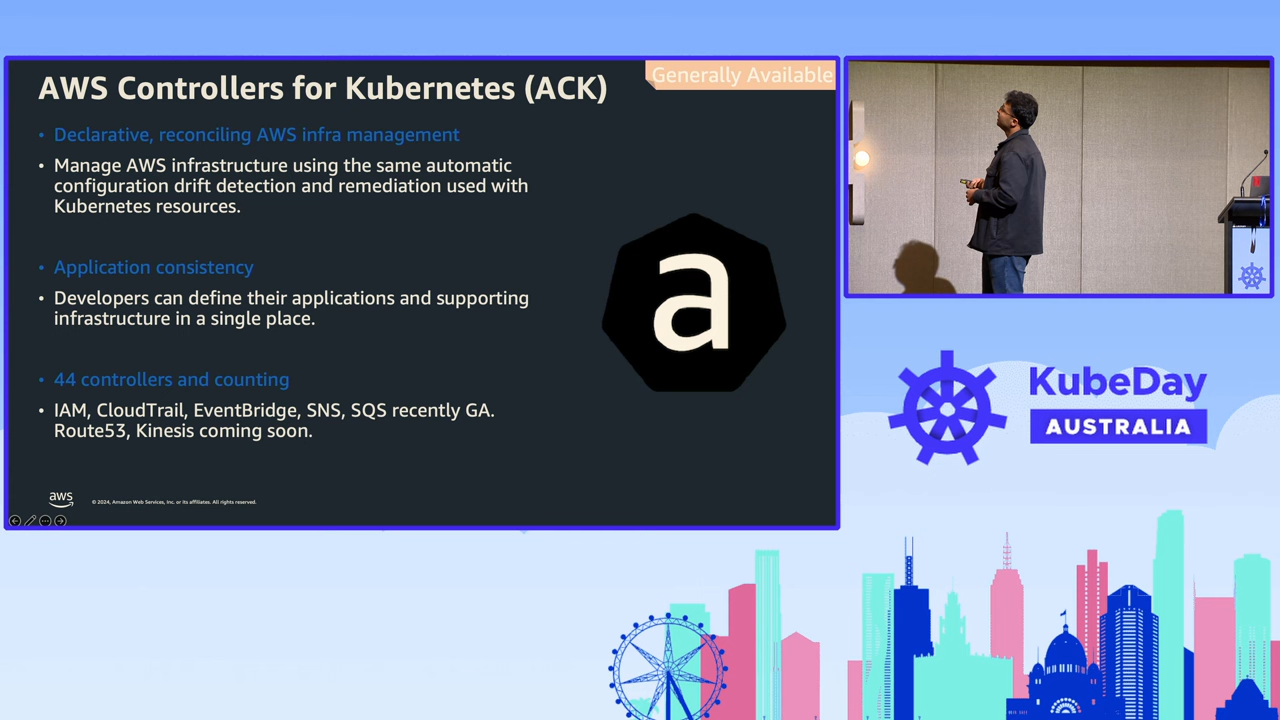 AWS Controllers for Kubernetes (ACK)
Generally Available
• Declarative, reconciling AWS infra management
• Manage AWS infrastructure using the same automatic
configuration drift detection and remediation used with
Kubernetes resources.
• Application consistency
• Developers can define their applications and supporting
infrastructure in a single place.
• 44 controllers and counting
• IAM, CloudTrail, EventBridge, SNS, SQS recently GA.
Route53, Kinesis coming soon.
a
aws
© 2024, Amazon Web Services, Inc. or its affiliates. All rights reserved.
KubeDay
AUSTRALIA